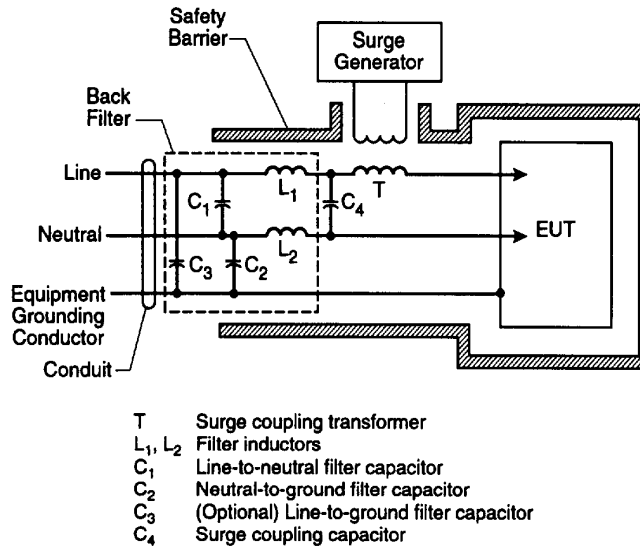 Safety
Barrier
Surge
Generator
Back
Filter
Line
L1
T
C1
C4
Neutral
EUT
L2
C3
C2
Equipment
Grounding
Conductor
Conduit
T Surge coupling transformer
L1, L2 Filter inductors
C1 Line-to-neutral filter capacitor
C2 Neutral-to-ground filter capacitor
C3 (Optional) Line-to-ground filter capacitor
C4 Surge coupling capacitor